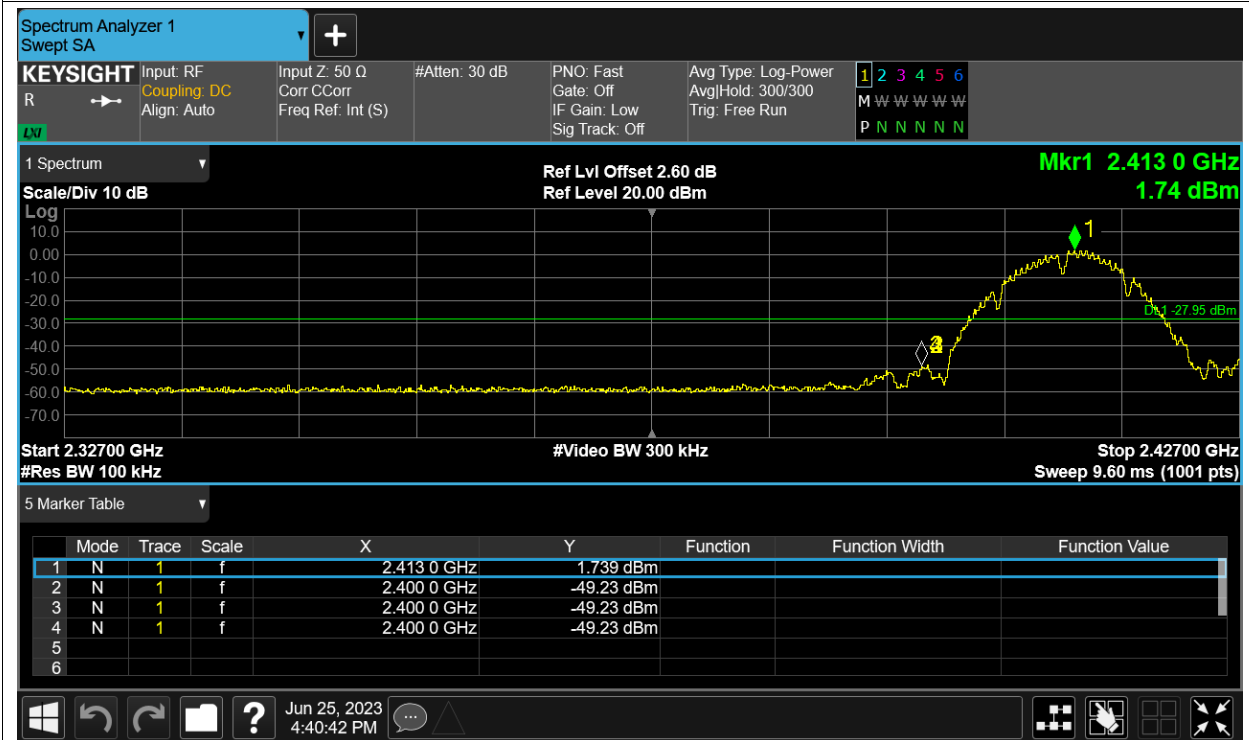 Spectrum Analyzer 1
Swept SA
KEYSIGHT
R
LXI
Input: RF
Coupling: DC
Align: Auto
Input Z: 50 Ω
Corr CCorr
Freq Ref: Int (S)
#Atten: 30 dB
PNO: Fast
Gate: Off
IF Gain: Low
Sig Track: Off
Avg Type: Log-Power
Avg|Hold: 300/300
Trig: Free Run
1 2 3 4 5 6
M W W W W W
P N N N N N
1 Spectrum
Scale/Div 10 dB
Ref Lvl Offset 2.60 dB
Ref Level 20.00 dBm
Mkr1 2.413 0 GHz
1.74 dBm
Log
10.0
0.00
-10.0
-20.0
-30.0
-40.0
-50.0
-60.0
-70.0
1
DL1 -27.95 dBm
Start 2.32700 GHz
#Res BW 100 kHz
#Video BW 300 kHz
Stop 2.42700 GHz
Sweep 9.60 ms (1001 pts)
5 Marker Table
Mode Trace Scale X Y Function Function Width Function Value
1 N 1 f 2.413 0 GHz 1.739 dBm
2 N 1 f 2.400 0 GHz -49.23 dBm
3 N 1 f 2.400 0 GHz -49.23 dBm
4 N 1 f 2.400 0 GHz -49.23 dBm
5
6
?
Jun 25, 2023
4:40:42 PM